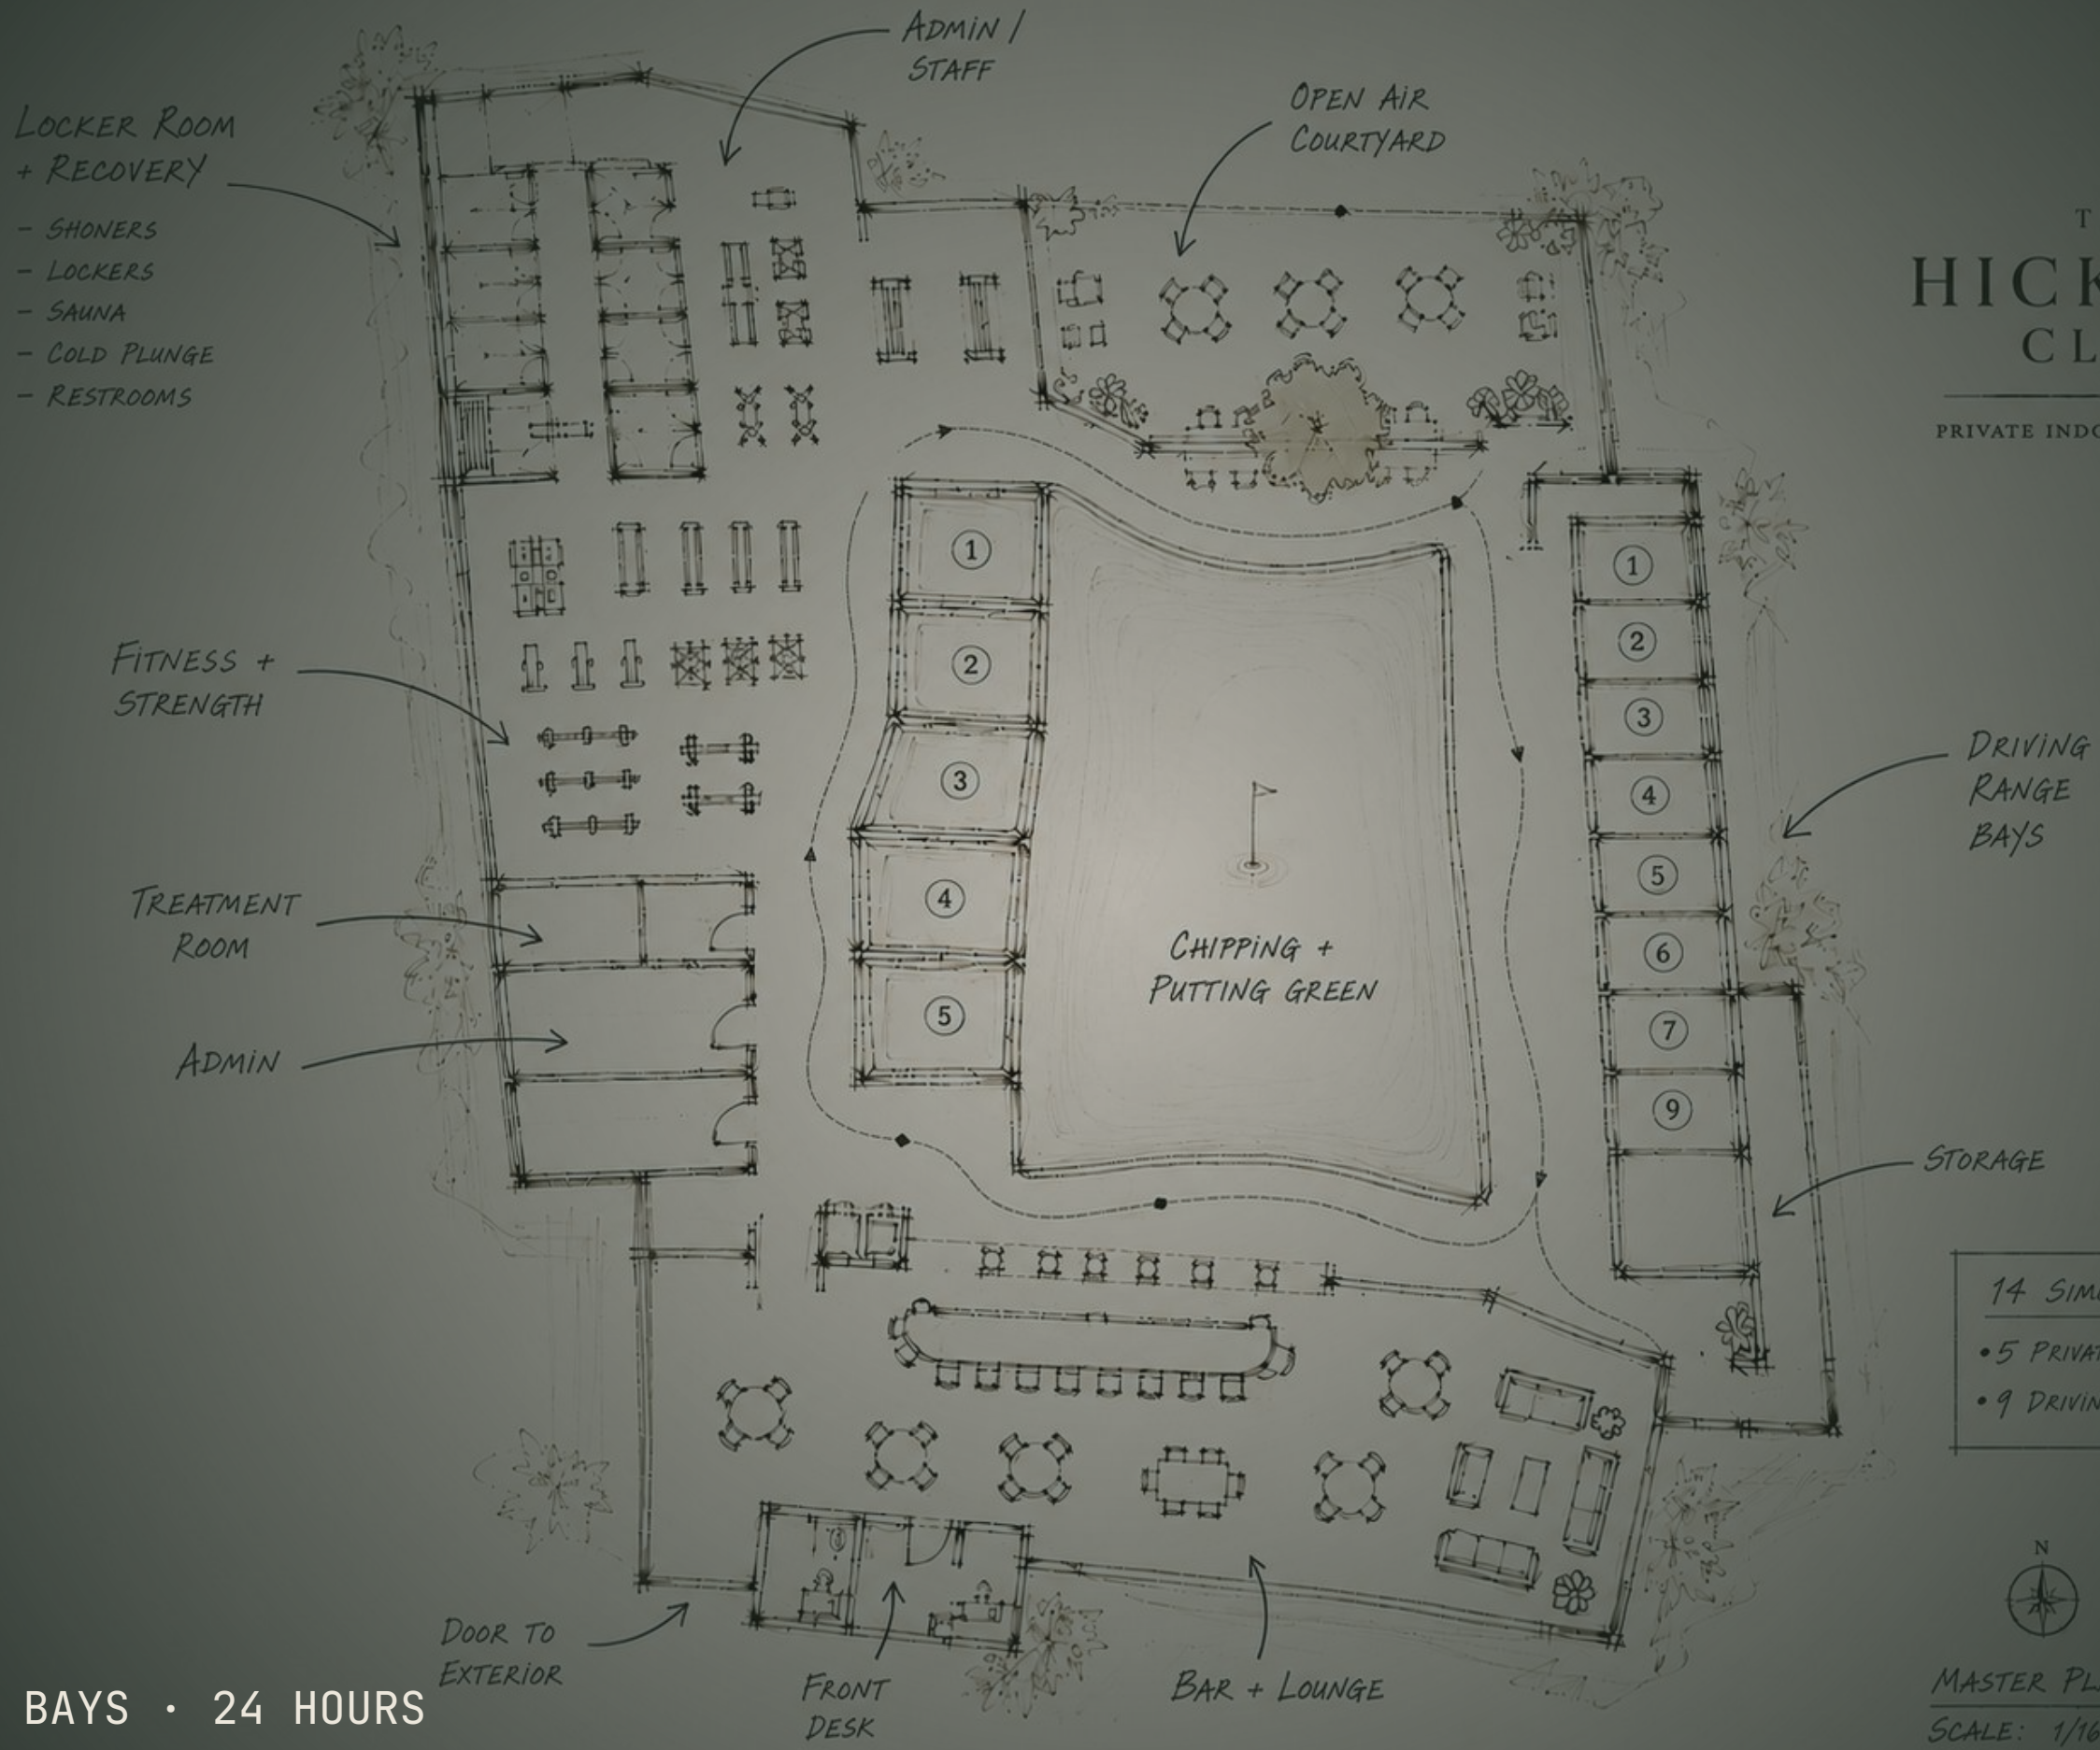 ADMIN /
STAFF
OPEN AIR
COURTYARD
LOCKER ROOM
+ RECOVERY
- SHONERS
- LOCKERS
- SAUNA
- COLD PLUNGE
- RESTROOMS
T
HICK
CL
PRIVATE INDO
1
2
3
4
5
1
2
3
4
5
6
7
9
FITNESS +
STRENGTH
DRIVING
RANGE
BAYS
TREATMENT
ROOM
CHIPPING +
PUTTING GREEN
ADMIN
STORAGE
14 SIM
• 5 PRIVAT
• 9 DRIVIN
N
DOOR TO
EXTERIOR
FRONT
DESK
BAR + LOUNGE
MASTER PL
SCALE: 1/16
BAYS · 24 HOURS